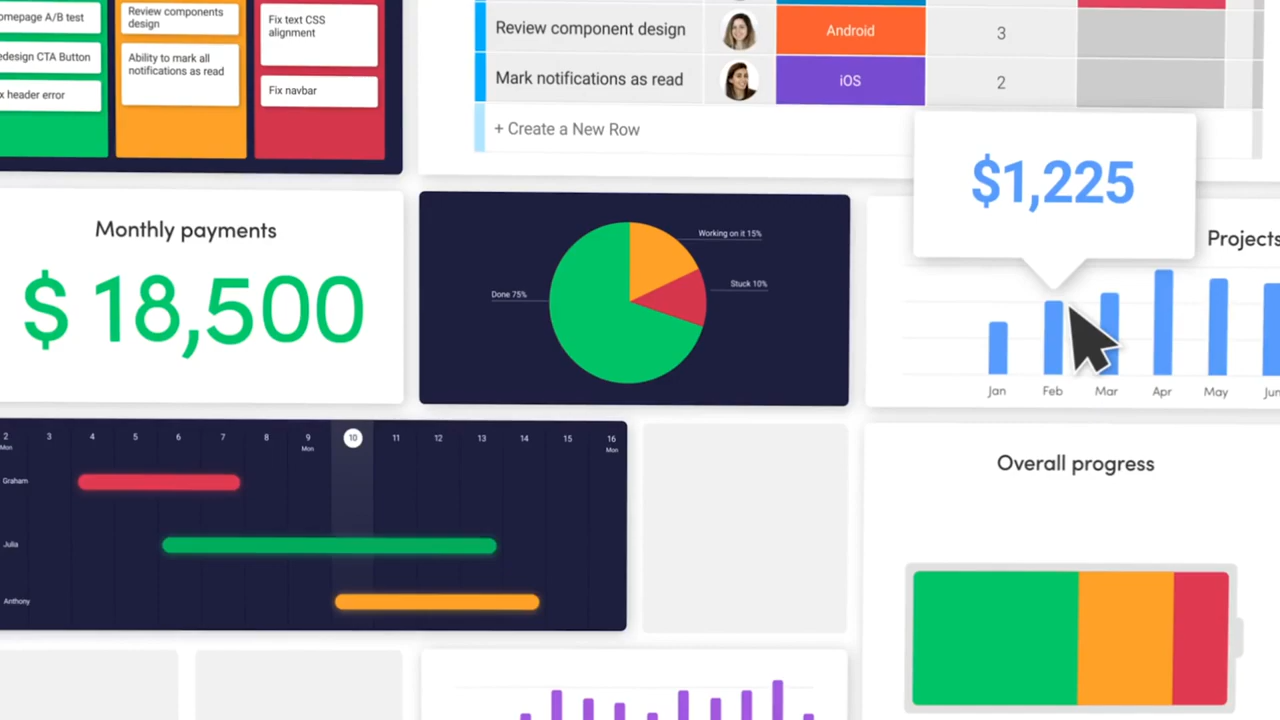 omepage A/B test
edesign CTA Button
x header error
Review components
design
Ability to mark all
notifications as read
Fix text CSS
alignment
Fix navbar
Review component design
Android
3
Mark notifications as read
iOS
2
+ Create a New Row
Monthly payments
$ 18,500
Working on it 15%
Stuck 10%
Done 75%
$1,225
Projects
Jan Feb Mar Apr May Jun
2 3 4 5 6 7 8 9 10 11 12 13 14 15 16
Mon Mon Mon
Graham
Julia
Anthony
Overall progress